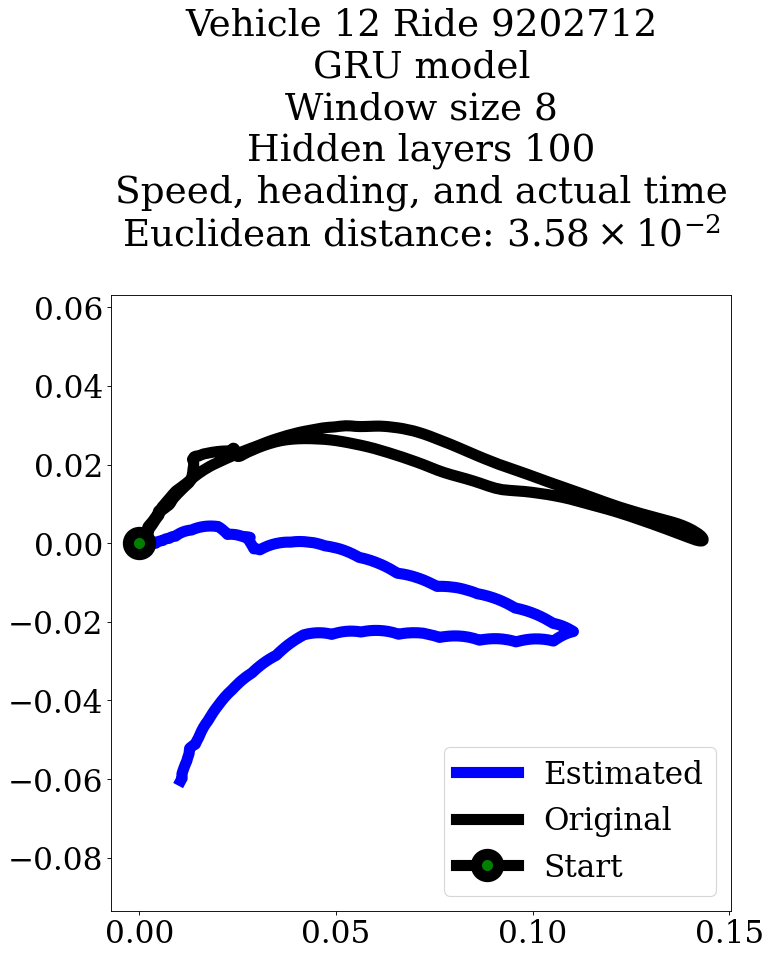 Vehicle 12 Ride 9202712
GRU model
Window size 8
Hidden layers 100
Speed, heading, and actual time
Euclidean distance: 3.58 × 10⁻²
0.06
0.04
0.02
0.00
−0.02
−0.04
−0.06
−0.08
Estimated
Original
Start
0.00 0.05 0.10 0.15